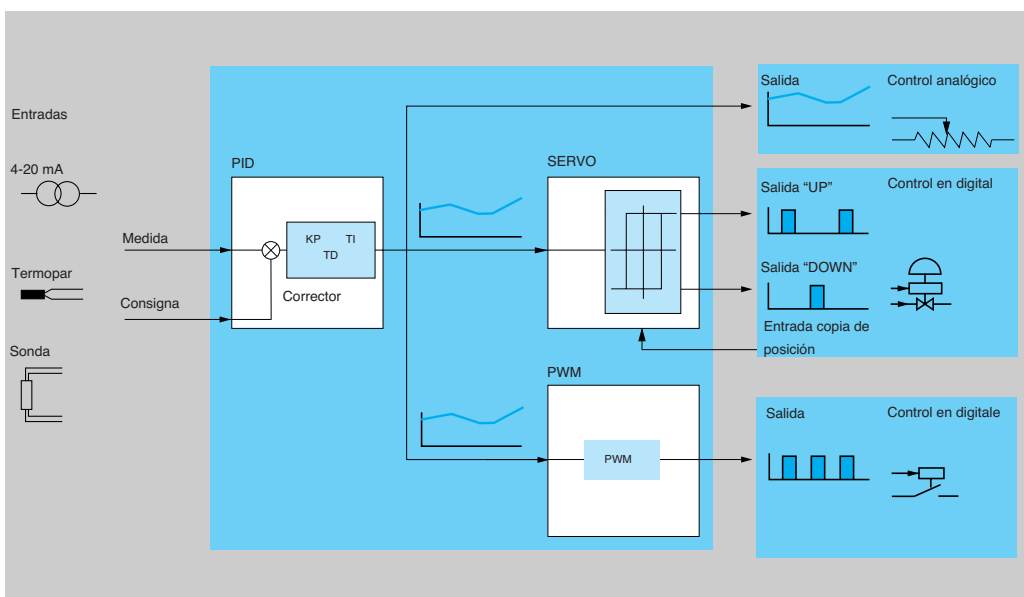 Entradas
4-20 mA
Termopar
Sonda
Medida
Consigna
PID
KP TI
TD
Corrector
SERVO
PWM
PWM
Salida Control analógico
Salida “UP” Control en digital
Salida “DOWN”
Entrada copia de
posición
Salida Control en digitale